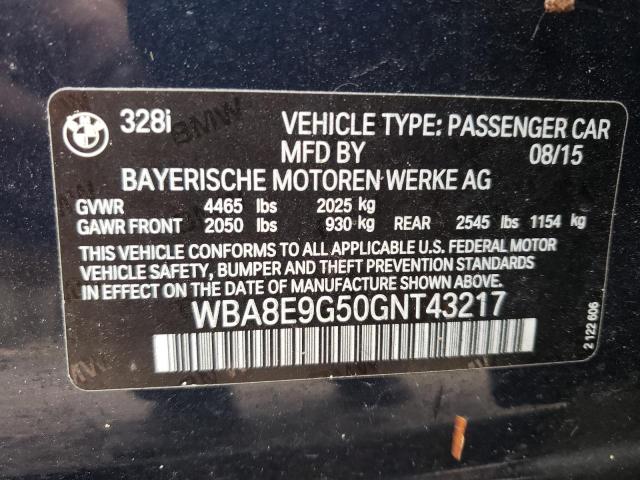 328i VEHICLE TYPE: PASSENGER CAR
MFD BY 08/15
BAYERISCHE MOTOREN WERKE AG
GVWR 4465 lbs 2025 kg
GAWR FRONT 2050 lbs 930 kg REAR 2545 lbs 1154 kg
THIS VEHICLE CONFORMS TO ALL APPLICABLE U.S. FEDERAL MOTOR
VEHICLE SAFETY, BUMPER, AND THEFT PREVENTION STANDARDS
IN EFFECT ON THE DATE OF MANUFACTURE SHOWN ABOVE.
WBA8E9G50GNT43217
2 122 606
BMW